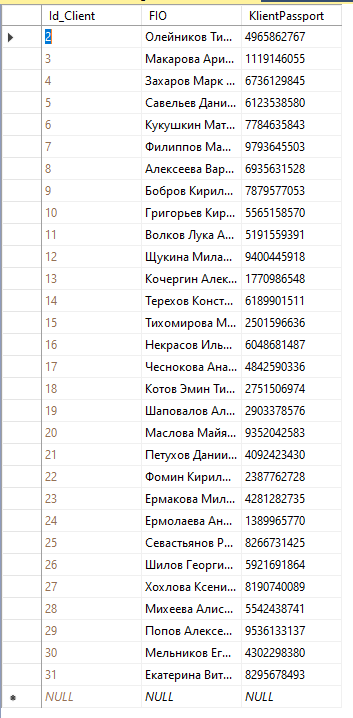 Id_Client FIO KlientPassport
2 Олейников Ти... 4965862767
3 Макарова Ари... 1119146055
4 Захаров Марк ... 6736129845
5 Савельев Дани... 6123538580
6 Кукушкин Мат... 7784635843
7 Филиппов Ма... 9793645503
8 Алексеева Вар... 6935631528
9 Бобров Кирил... 7879577053
10 Григорьев Кир... 5565158570
11 Волков Лука А... 5191559391
12 Щукина Мила... 9400445918
13 Кочергин Алек... 1770986548
14 Терехов Конст... 6189901511
15 Тихомирова М... 2501596636
16 Некрасов Иль... 6048681487
17 Чеснокова Ана... 4842590336
18 Котов Эмин Ти... 2751506974
19 Шаповалов Ал... 2903378576
20 Маслова Майя... 9352042583
21 Петухов Дании... 4092423430
22 Фомин Кирил... 2387762728
23 Ермакова Мил... 4281282735
24 Ермолаева Ан... 1389965770
25 Севастьянов Р... 8266731425
26 Шилов Георги... 5921691864
27 Хохлова Ксени... 8190740089
28 Михеева Алис... 5542438741
29 Попов Алексе... 9536133137
30 Мельников Ег... 4302298380
31 Екатерина Вит... 8295678493
NULL NULL NULL